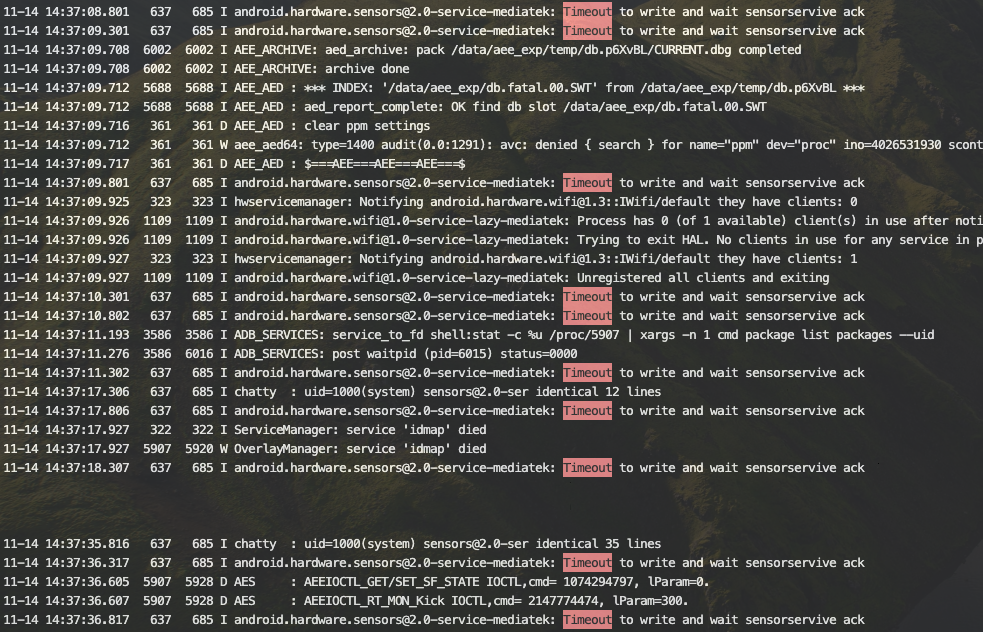 11-14 14:37:08.801   637   685 I android.hardware.sensors@2.0-service-mediatek: Timeout to write and wait sensorservive ack
11-14 14:37:09.301   637   685 I android.hardware.sensors@2.0-service-mediatek: Timeout to write and wait sensorservive ack
11-14 14:37:09.708  6002  6002 I AEE_ARCHIVE: aed_archive: pack /data/aee_exp/temp/db.p6XvBL/CURRENT.dbg completed
11-14 14:37:09.708  6002  6002 I AEE_ARCHIVE: archive done
11-14 14:37:09.712  5688  5688 I AEE_AED : *** INDEX: '/data/aee_exp/db.fatal.00.SWT' from /data/aee_exp/temp/db.p6XvBL ***
11-14 14:37:09.712  5688  5688 I AEE_AED : aed_report_complete: OK find db slot /data/aee_exp/db.fatal.00.SWT
11-14 14:37:09.716   361   361 D AEE_AED : clear ppm settings
11-14 14:37:09.712   361   361 W aee_aed64: type=1400 audit(0.0:1291): avc: denied { search } for name="ppm" dev="proc" ino=4026531930 scont
11-14 14:37:09.717   361   361 D AEE_AED : $===AEE===AEE===AEE===$
11-14 14:37:09.801   637   685 I android.hardware.sensors@2.0-service-mediatek: Timeout to write and wait sensorservive ack
11-14 14:37:09.925   323   323 I hwservicemanager: Notifying android.hardware.wifi@1.3::IWifi/default they have clients: 0
11-14 14:37:09.926  1109  1109 I android.hardware.wifi@1.0-service-lazy-mediatek: Process has 0 (of 1 available) client(s) in use after noti
11-14 14:37:09.926  1109  1109 I android.hardware.wifi@1.0-service-lazy-mediatek: Trying to exit HAL. No clients in use for any service in p
11-14 14:37:09.927   323   323 I hwservicemanager: Notifying android.hardware.wifi@1.3::IWifi/default they have clients: 1
11-14 14:37:09.927  1109  1109 I android.hardware.wifi@1.0-service-lazy-mediatek: Unregistered all clients and exiting
11-14 14:37:10.301   637   685 I android.hardware.sensors@2.0-service-mediatek: Timeout to write and wait sensorservive ack
11-14 14:37:10.802   637   685 I android.hardware.sensors@2.0-service-mediatek: Timeout to write and wait sensorservive ack
11-14 14:37:11.193  3586  3586 I ADB_SERVICES: service_to_fd shell:stat -c %u /proc/5907 | xargs -n 1 cmd package list packages --uid
11-14 14:37:11.276  3586  6016 I ADB_SERVICES: post waitpid (pid=6015) status=0000
11-14 14:37:11.302   637   685 I android.hardware.sensors@2.0-service-mediatek: Timeout to write and wait sensorservive ack
11-14 14:37:17.306   637   685 I chatty  : uid=1000(system) sensors@2.0-ser identical 12 lines
11-14 14:37:17.806   637   685 I android.hardware.sensors@2.0-service-mediatek: Timeout to write and wait sensorservive ack
11-14 14:37:17.927   322   322 I ServiceManager: service 'idmap' died
11-14 14:37:17.927  5907  5920 W OverlayManager: service 'idmap' died
11-14 14:37:18.307   637   685 I android.hardware.sensors@2.0-service-mediatek: Timeout to write and wait sensorservive ack
11-14 14:37:35.816   637   685 I chatty  : uid=1000(system) sensors@2.0-ser identical 35 lines
11-14 14:37:36.317   637   685 I android.hardware.sensors@2.0-service-mediatek: Timeout to write and wait sensorservive ack
11-14 14:37:36.605  5907  5928 D AES     : AEEIOCTL_GET/SET_SF_STATE IOCTL,cmd= 1074294797, lParam=0.
11-14 14:37:36.607  5907  5928 D AES     : AEEIOCTL_RT_MON_Kick IOCTL,cmd= 2147774474, lParam=300.
11-14 14:37:36.817   637   685 I android.hardware.sensors@2.0-service-mediatek: Timeout to write and wait sensorservive ack